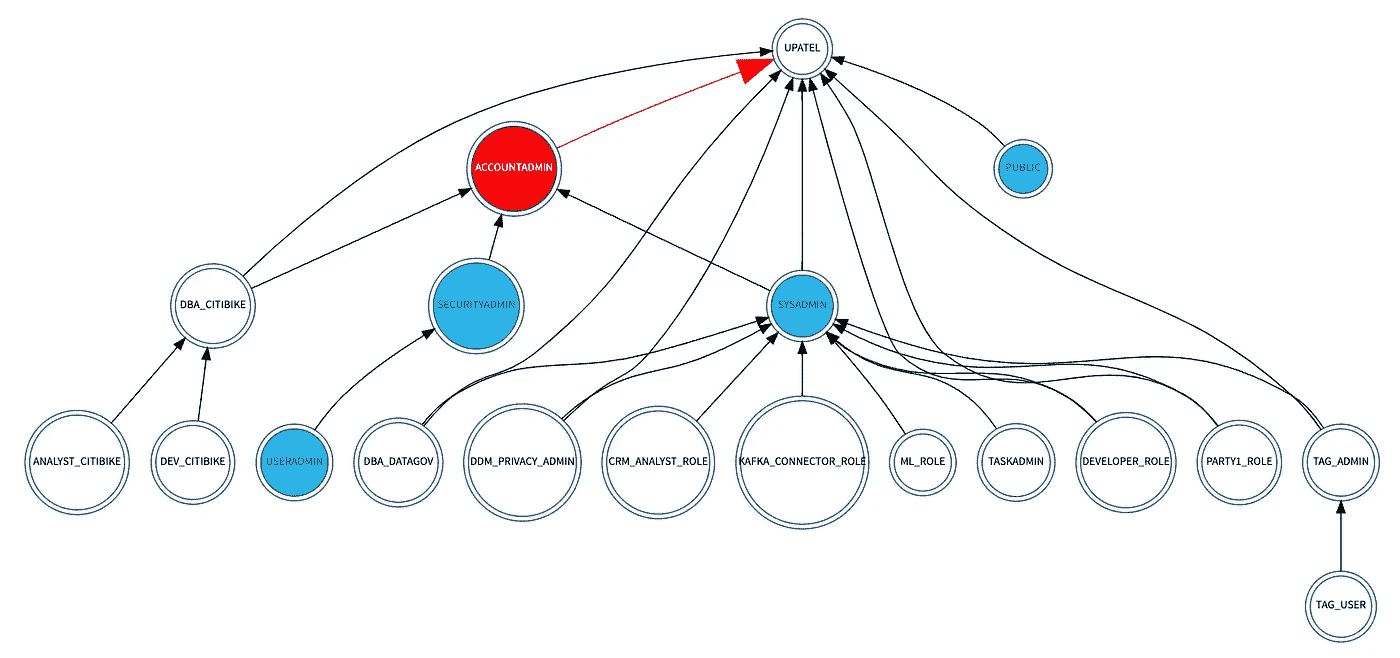 UPATEL
ACCOUNTADMIN
PUBLIC
DBA_CITIBIKE
SECURITYADMIN
SYSADMIN
ANALYST_CITIBIKE
DEV_CITIBIKE
USERADMIN
DBA_DATAGOV
DDM_PRIVACY_ADMIN
CRM_ANALYST_ROLE
KAFKA_CONNECTOR_ROLE
ML_ROLE
TASKADMIN
DEVELOPER_ROLE
PARTY1_ROLE
TAG_ADMIN
TAG_USER